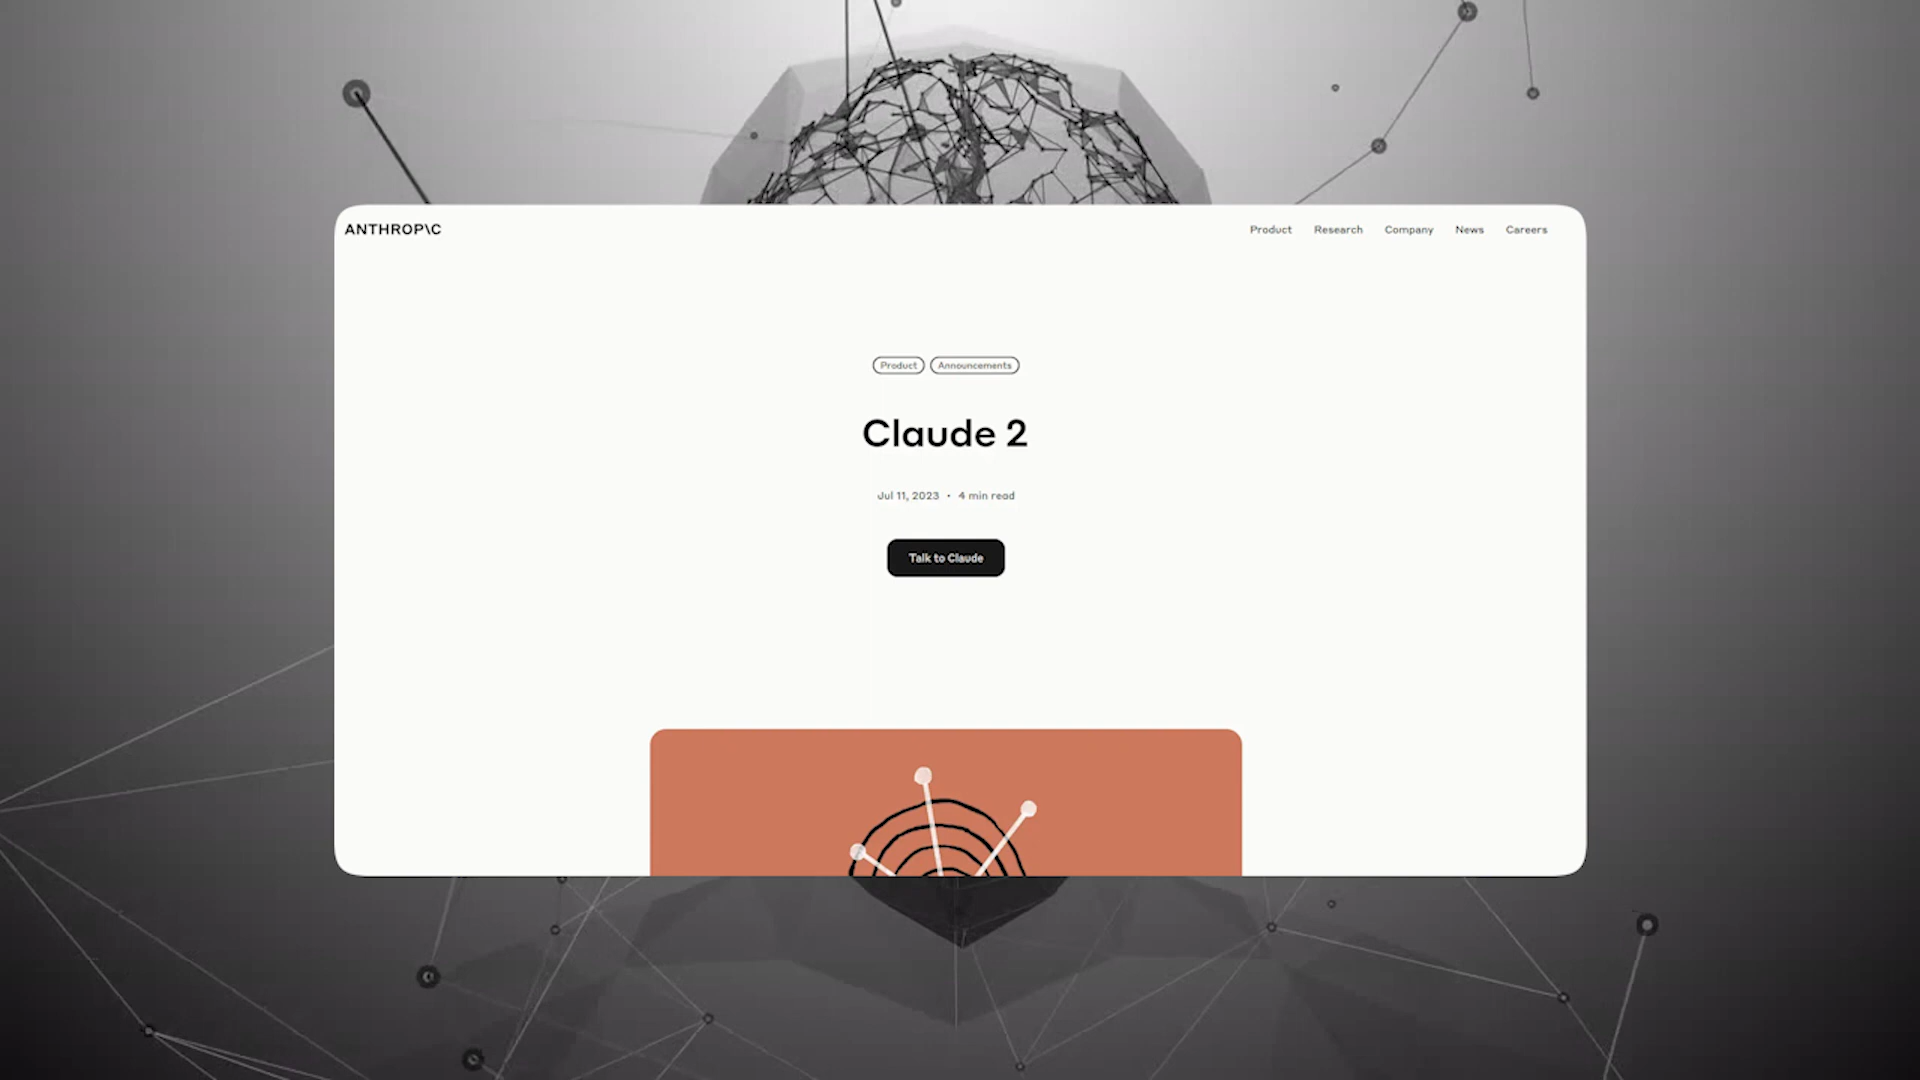 ANTHROP\C
Product Research Company News Careers
Product Announcements
Claude 2
Jul 11, 2023 • 4 min read
Talk to Claude